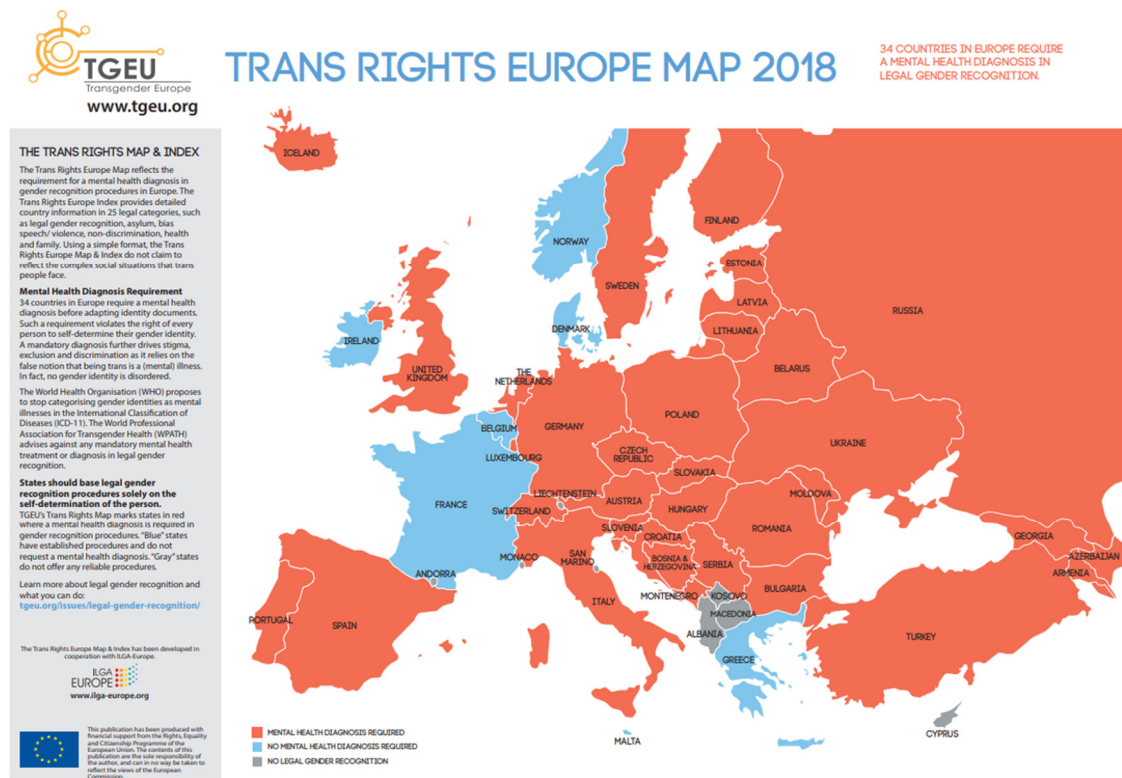 TGEU
Transgender Europe
www.tgeu.org
TRANS RIGHTS EUROPE MAP 2018
34 COUNTRIES IN EUROPE REQUIRE
A MENTAL HEALTH DIAGNOSIS IN
LEGAL GENDER RECOGNITION.
THE TRANS RIGHTS MAP & INDEX
The Trans Rights Europe Map reflects the
requirement for a mental health diagnosis in
gender recognition procedures in Europe. The
Trans Rights Europe Index provides detailed
country information in 25 legal categories, such
as legal gender recognition, asylum, bias
speech/ violence, non-discrimination, health
and family. Using a simple format, the Trans
Rights Europe Map & Index do not claim to
reflect the complex social situations that trans
people face.
Mental Health Diagnosis Requirement
34 countries in Europe require a mental health
diagnosis before adapting identity documents.
Such a requirement violates the right of every
person to self-determine their gender identity.
A mandatory diagnosis further drives stigma,
exclusion and discrimination as it relies on the
false notion that being trans is a (mental) illness.
In fact, no gender identity is disordered.
The World Health Organisation (WHO) proposes
to stop categorising gender identities as mental
illnesses in the International Classification of
Diseases (ICD-11). The World Professional
Association for Transgender Health (WPATH)
advises against any mandatory mental health
treatment or diagnosis in legal gender
recognition.
States should base legal gender
recognition procedures solely on the
self-determination of the person.
TGEU's Trans Rights Map marks states in red
where a mental health diagnosis is required in
gender recognition procedures. "Blue" states
have established procedures and do not
request a mental health diagnosis. "Gray" states
do not offer any reliable procedures.
Learn more about legal gender recognition and
what you can do:
tgeu.org/issues/legal-gender-recognition/
The Trans Rights Europe Map & Index has been developed in
cooperation with ILGA-Europe.
ILGA
EUROPE
www.ilga-europe.org
This publication has been produced with
financial support from the Rights, Equality
and Citizenship Programme of the
European Union. The contents of this
publication are the sole responsibility of
the author, and can in no way be taken to
reflect the views of the European
Commission.
ICELAND
FINLAND
NORWAY
ESTONIA
SWEDEN
LATVIA
RUSSIA
DENMARK
LITHUANIA
IRELAND
UNITED
KINGDOM
THE
NETHERLANDS
BELARUS
POLAND
BELGIUM
GERMANY
UKRAINE
CZECH
REPUBLIC
LUXEMBOURG
SLOVAKIA
LIECHTENSTEIN
MOLDOVA
FRANCE
AUSTRIA
SWITZERLAND
HUNGARY
SLOVENIA
ROMANIA
CROATIA
GEORGIA
MONACO
SAN
MARINO
BOSNIA &
HERZEGOVINA
SERBIA
AZERBAIJAN
ANDORRA
ARMENIA
BULGARIA
MONTENEGRO
KOSOVO
ITALY
MACEDONIA
PORTUGAL
SPAIN
ALBANIA
TURKEY
GREECE
CYPRUS
MALTA
MENTAL HEALTH DIAGNOSIS REQUIRED
NO MENTAL HEALTH DIAGNOSIS REQUIRED
NO LEGAL GENDER RECOGNITION